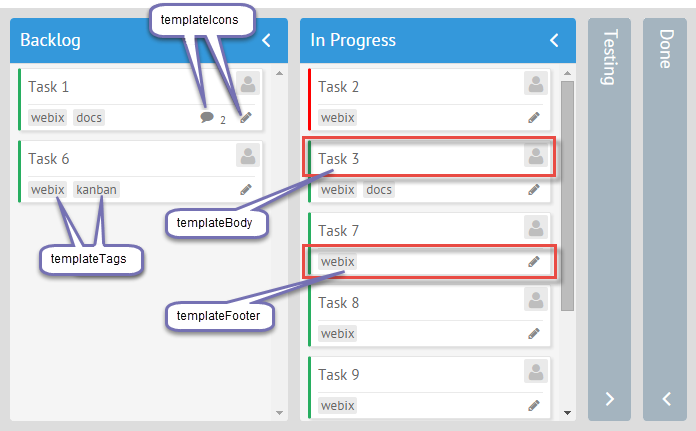 templateIcons
Backlog
Task 1
webix docs 2
Task 6
webix kanban
templateTags
In Progress
Task 2
webix
Task 3
webix docs
templateBody
Task 7
webix
templateFooter
Task 8
webix
Task 9
webix
Testing
Done